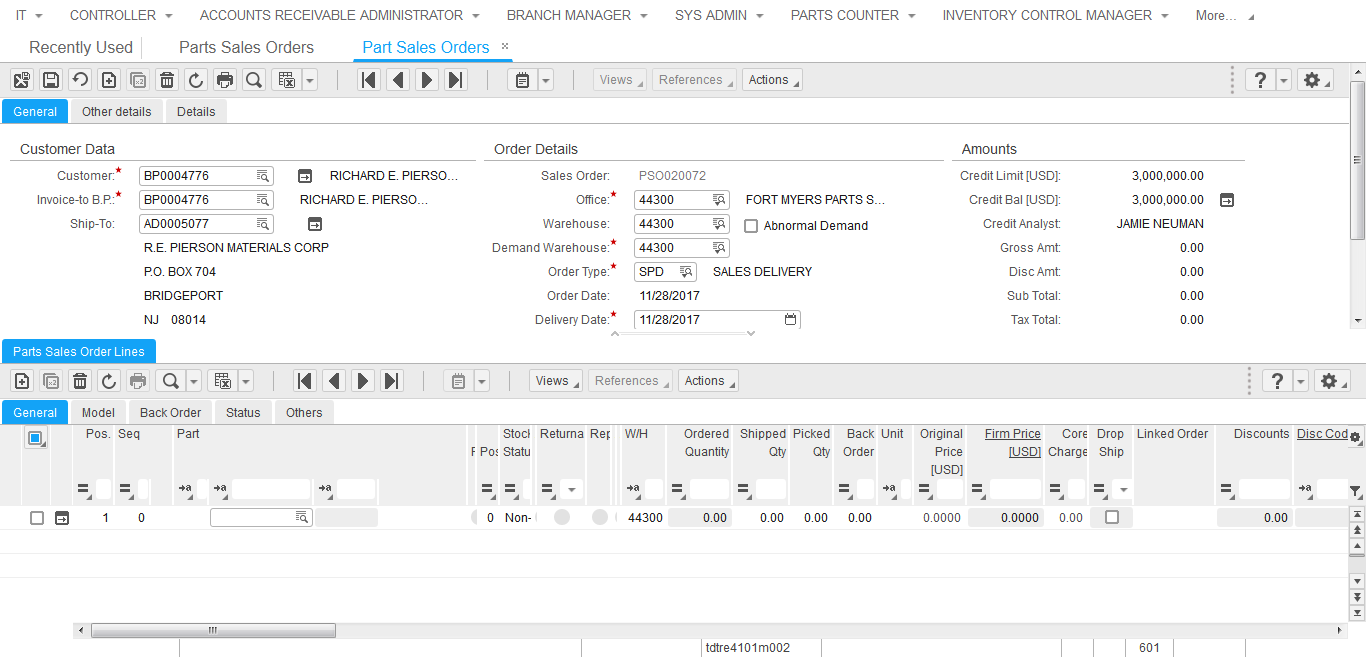 IT CONTROLLER ACCOUNTS RECEIVABLE ADMINISTRATOR BRANCH MANAGER SYS ADMIN PARTS COUNTER INVENTORY CONTROL MANAGER More...
Recently Used Parts Sales Orders Part Sales Orders ×
Views References Actions ?
General Other details Details
Customer Data Order Details Amounts
Customer:* BP0004776 RICHARD E. PIERSO... Sales Order: PSO020072 Credit Limit [USD]: 3,000,000.00
Invoice-to B.P.:* BP0004776 RICHARD E. PIERSO... Office:* 44300 FORT MYERS PARTS S... Credit Bal [USD]: 3,000,000.00
Ship-To: AD0005077 Warehouse: 44300 Abnormal Demand Credit Analyst: JAMIE NEUMAN
R.E. PIERSON MATERIALS CORP Demand Warehouse:* 44300 Gross Amt: 0.00
P.O. BOX 704 Order Type:* SPD SALES DELIVERY Disc Amt: 0.00
BRIDGEPORT Order Date: 11/28/2017 Sub Total: 0.00
NJ 08014 Delivery Date:* 11/28/2017 Tax Total: 0.00
Parts Sales Order Lines
Views References Actions ?
General Model Back Order Status Others
Pos. Seq Part Stock Returna Rep W/H Ordered Shipped Picked Back Unit Original Firm Price Core Drop Linked Order Discounts Disc Cod
Pos Statu Quantity Qty Qty Order Price [USD] Charge Ship
[USD]
1 0 0 Non- 44300 0.00 0.00 0.00 0.00 0.0000 0.0000 0.00 0.00
tdtre4101m002 601